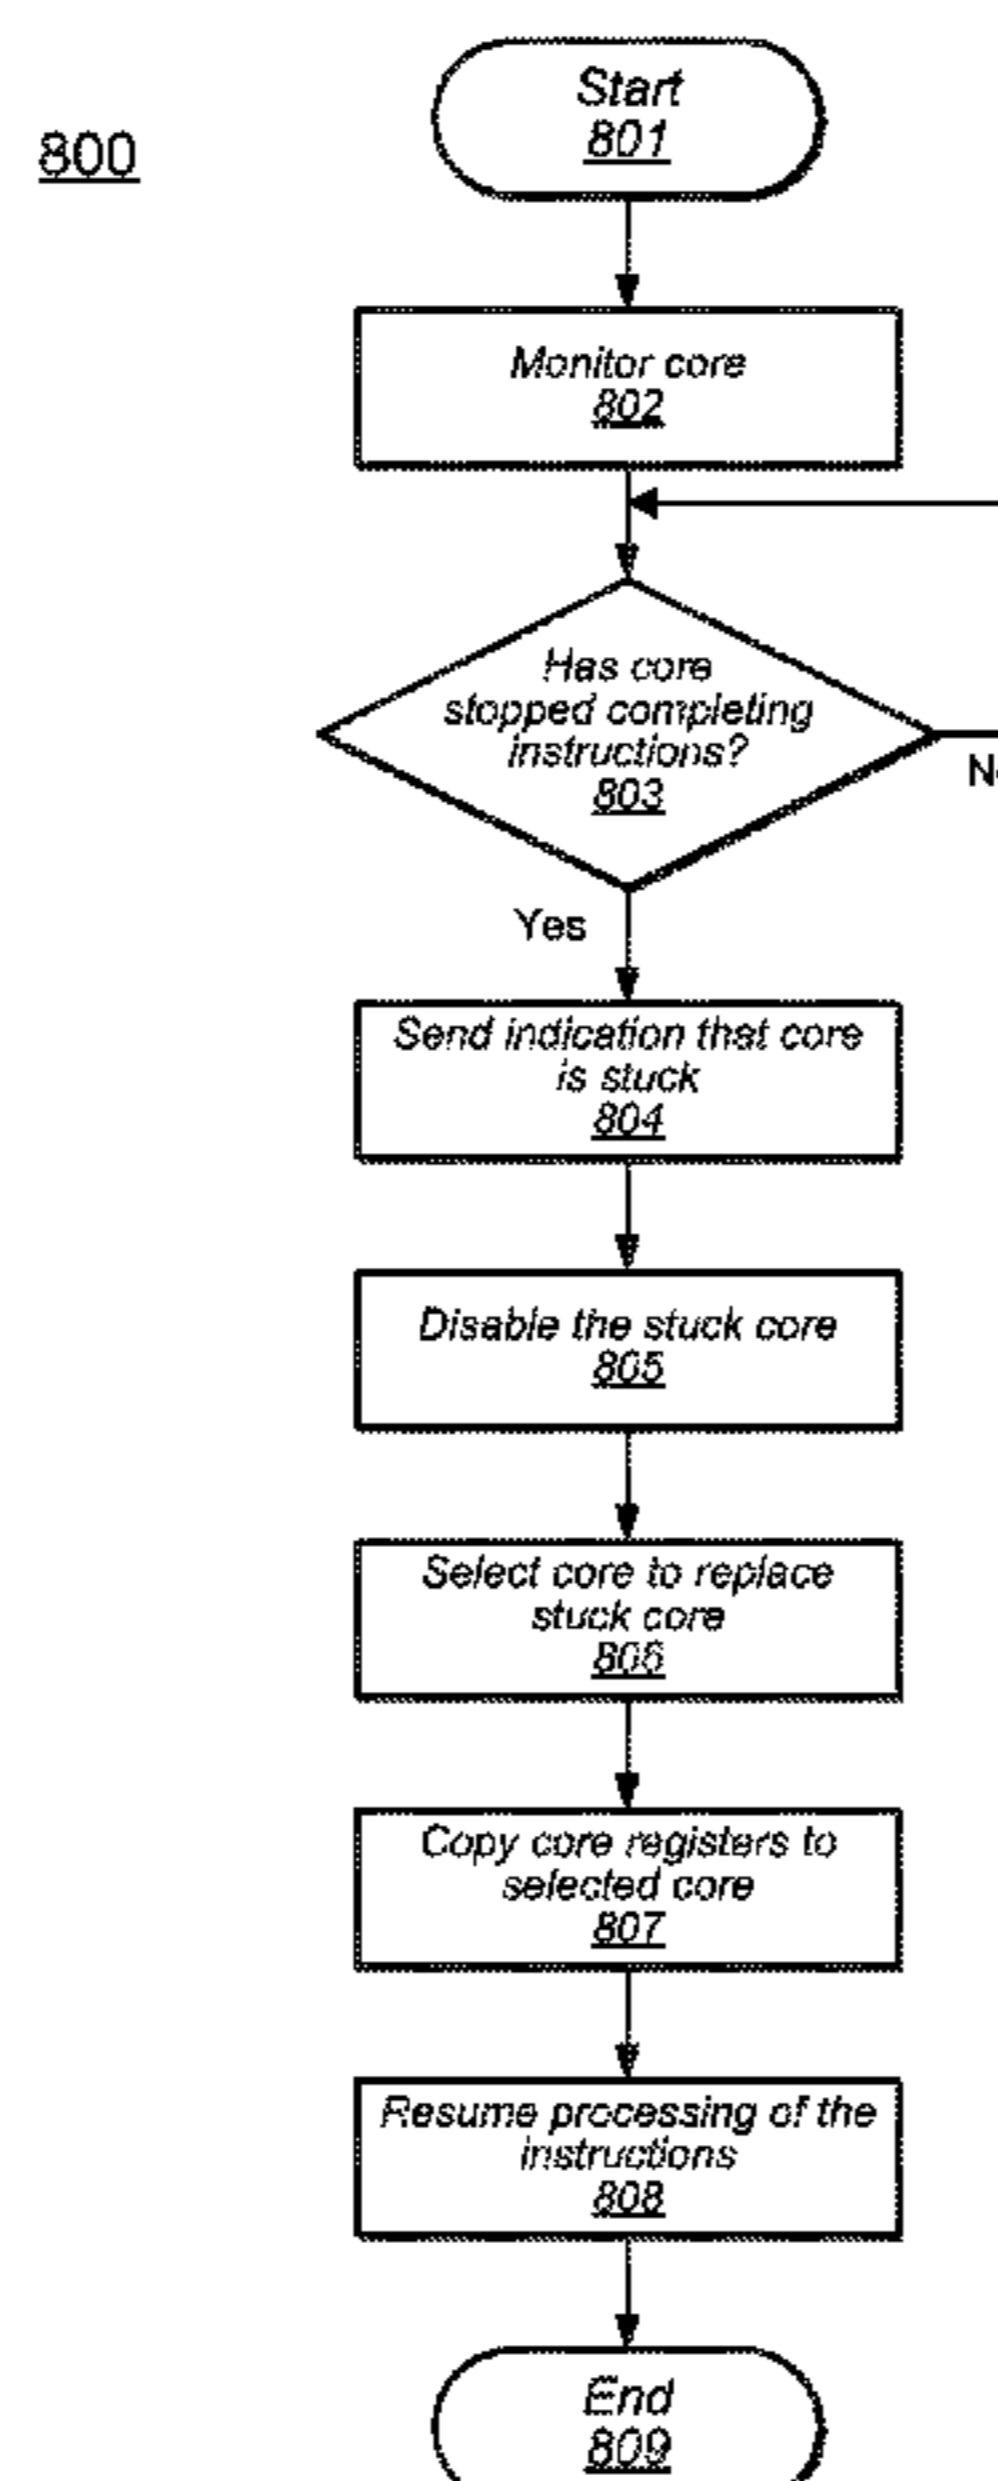 800
Start
801
Monitor core
802
Has core
stopped completing
instructions?
803
Yes
Send indication that core
is stuck
804
Disable the stuck core
805
Select core to replace
stuck core
806
Copy core registers to
selected core
807
Resume processing of the
instructions
808
End
809